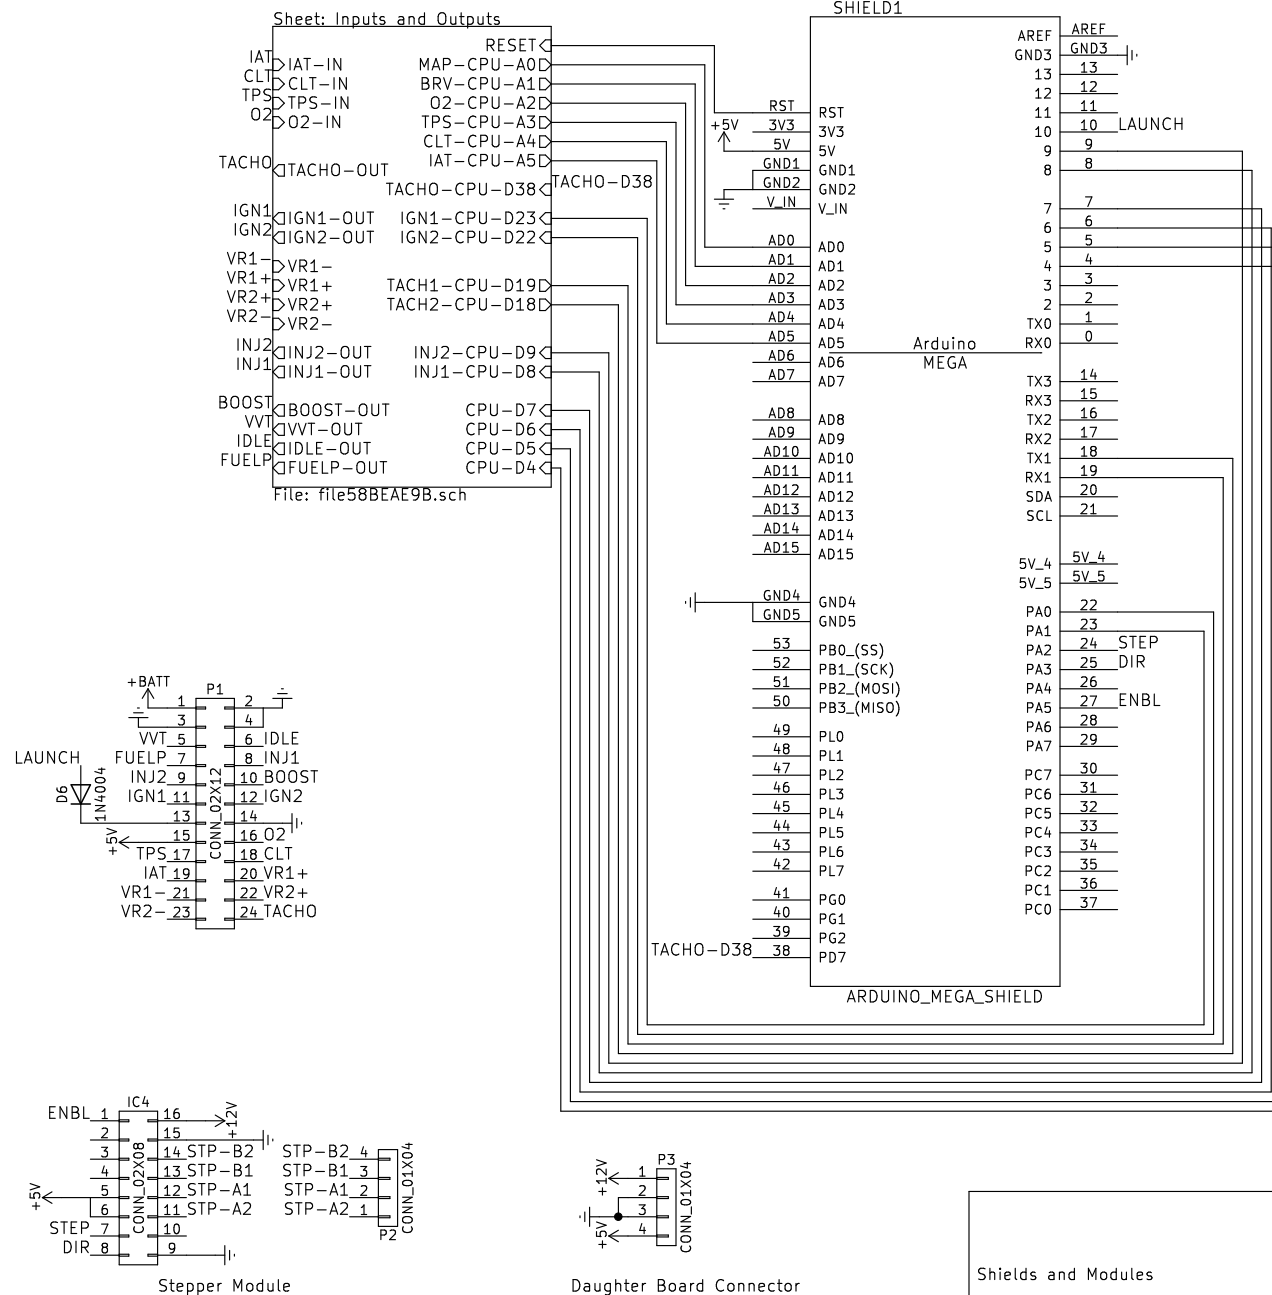 Sheet: Inputs and Outputs
RESET
IAT IAT-IN MAP-CPU-A0
CLT CLT-IN BRV-CPU-A1
TPS TPS-IN O2-CPU-A2
O2 O2-IN TPS-CPU-A3
CLT-CPU-A4
IAT-CPU-A5
TACHO TACHO-OUT
TACHO-CPU-D38 TACHO-D38
IGN1 IGN1-OUT IGN1-CPU-D23
IGN2 IGN2-OUT IGN2-CPU-D22
VR1- VR1-
VR1+ VR1+ TACH1-CPU-D19
VR2+ VR2+ TACH2-CPU-D18
VR2- VR2-
INJ2 INJ2-OUT INJ2-CPU-D9
INJ1 INJ1-OUT INJ1-CPU-D8
BOOST BOOST-OUT CPU-D7
VVT VVT-OUT CPU-D6
IDLE IDLE-OUT CPU-D5
FUELP FUELP-OUT CPU-D4
File: file58BEAE9B.sch
SHIELD1
AREF AREF
GND3 GND3
13 13
12 12
RST RST 11 11
+5V 3V3 3V3 10 10 LAUNCH
5V 5V 9 9
GND1 GND1 8 8
GND2 GND2
V_IN V_IN 7 7
6 6
AD0 AD0 5 5
AD1 AD1 4 4
AD2 AD2 3 3
AD3 AD3 2 2
AD4 AD4 TX0 1
AD5 AD5 RX0 0
Arduino
MEGA
AD6 AD6
AD7 AD7 TX3 14
RX3 15
AD8 AD8 TX2 16
AD9 AD9 RX2 17
AD10 AD10 TX1 18
AD11 AD11 RX1 19
AD12 AD12 SDA 20
AD13 AD13 SCL 21
AD14 AD14
AD15 AD15
5V_4 5V_4
5V_5 5V_5
GND4 GND4 PA0 22
GND5 GND5 PA1 23
53 PB0_(SS) PA2 24 STEP
52 PB1_(SCK) PA3 25 DIR
51 PB2_(MOSI) PA4 26
50 PB3_(MISO) PA5 27 ENBL
PA6 28
49 PL0 PA7 29
48 PL1
47 PL2 PC7 30
46 PL3 PC6 31
45 PL4 PC5 32
44 PL5 PC4 33
43 PL6 PC3 34
42 PL7 PC2 35
PC1 36
41 PG0 PC0 37
40 PG1
39 PG2
TACHO-D38 38 PD7
ARDUINO_MEGA_SHIELD
+BATT P1
1 2
3 4
VVT 5 6 IDLE
FUELP 7 8 INJ1
INJ2 9 10 BOOST
IGN1 11 12 IGN2
13 14
+5V 15 16 O2
TPS 17 18 CLT
IAT 19 20 VR1+
VR1- 21 22 VR2+
VR2- 23 24 TACHO
CONN_02X12
LAUNCH
D6
1N4004
IC4
ENBL 1 16 +12V
2 15
3 14 STP-B2
4 13 STP-B1
+5V 5 12 STP-A1
6 11 STP-A2
STEP 7 10
DIR 8 9
CONN_02X08
STP-B2 4
STP-B1 3
STP-A1 2
STP-A2 1
P2
CONN_01X04
Stepper Module
P3
+12V 1
2
3
+5V 4
CONN_01X04
Daughter Board Connector
Shields and Modules